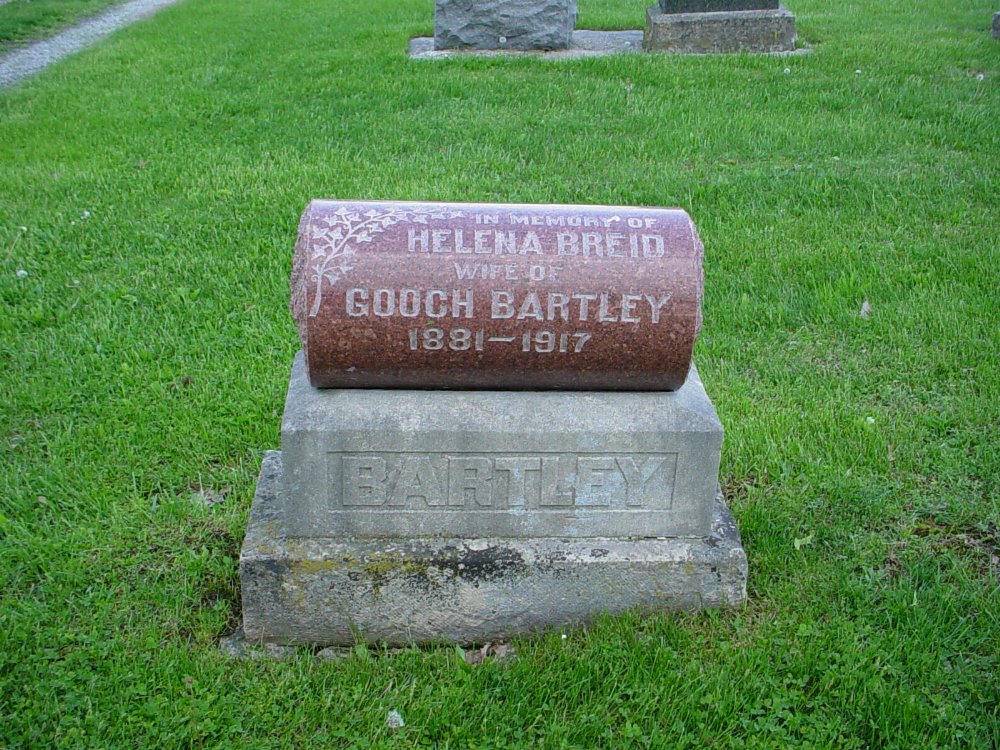 IN MEMORY OF
HELENA BREID
WIFE OF
GOOCH BARTLEY
1881–1917
BARTLEY